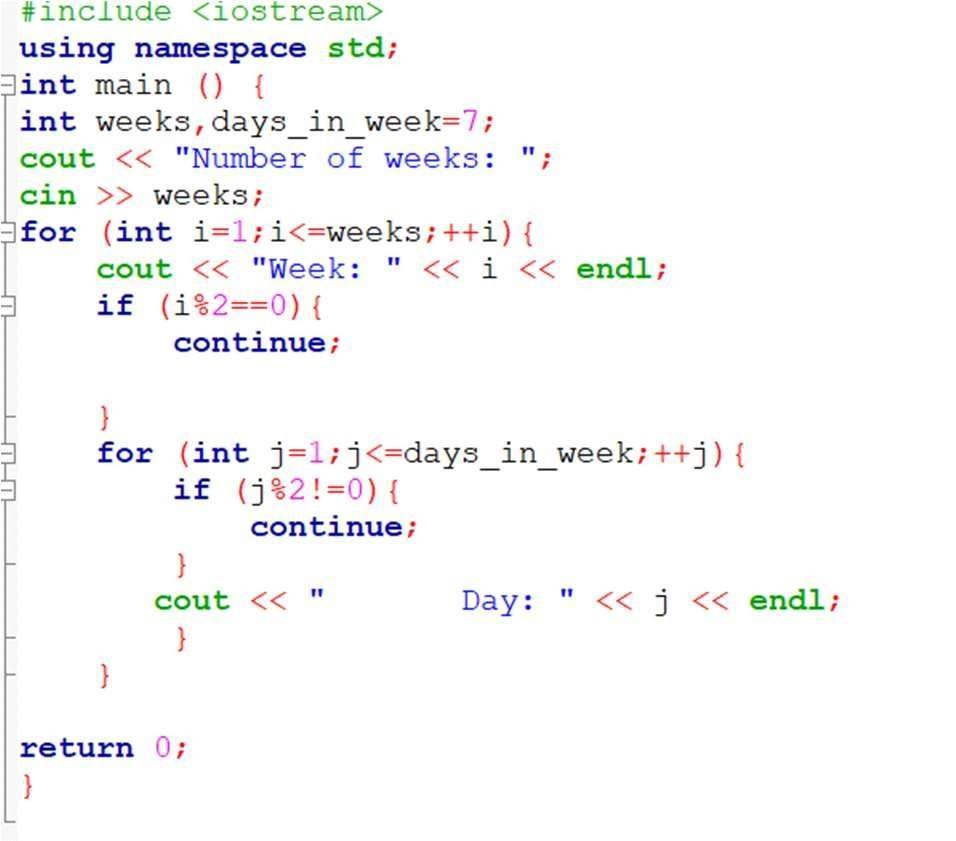 #include <iostream>
using namespace std;
int main () {
int weeks,days_in_week=7;
cout << "Number of weeks: ";
cin >> weeks;
for (int i=1;i<=weeks;++i){
    cout << "Week: " << i << endl;
    if (i%2==0){
        continue;

    }
    for (int j=1;j<=days_in_week;++j){
        if (j%2!=0){
            continue;
        }
       cout << "       Day: " << j << endl;
        }
    }

return 0;
}